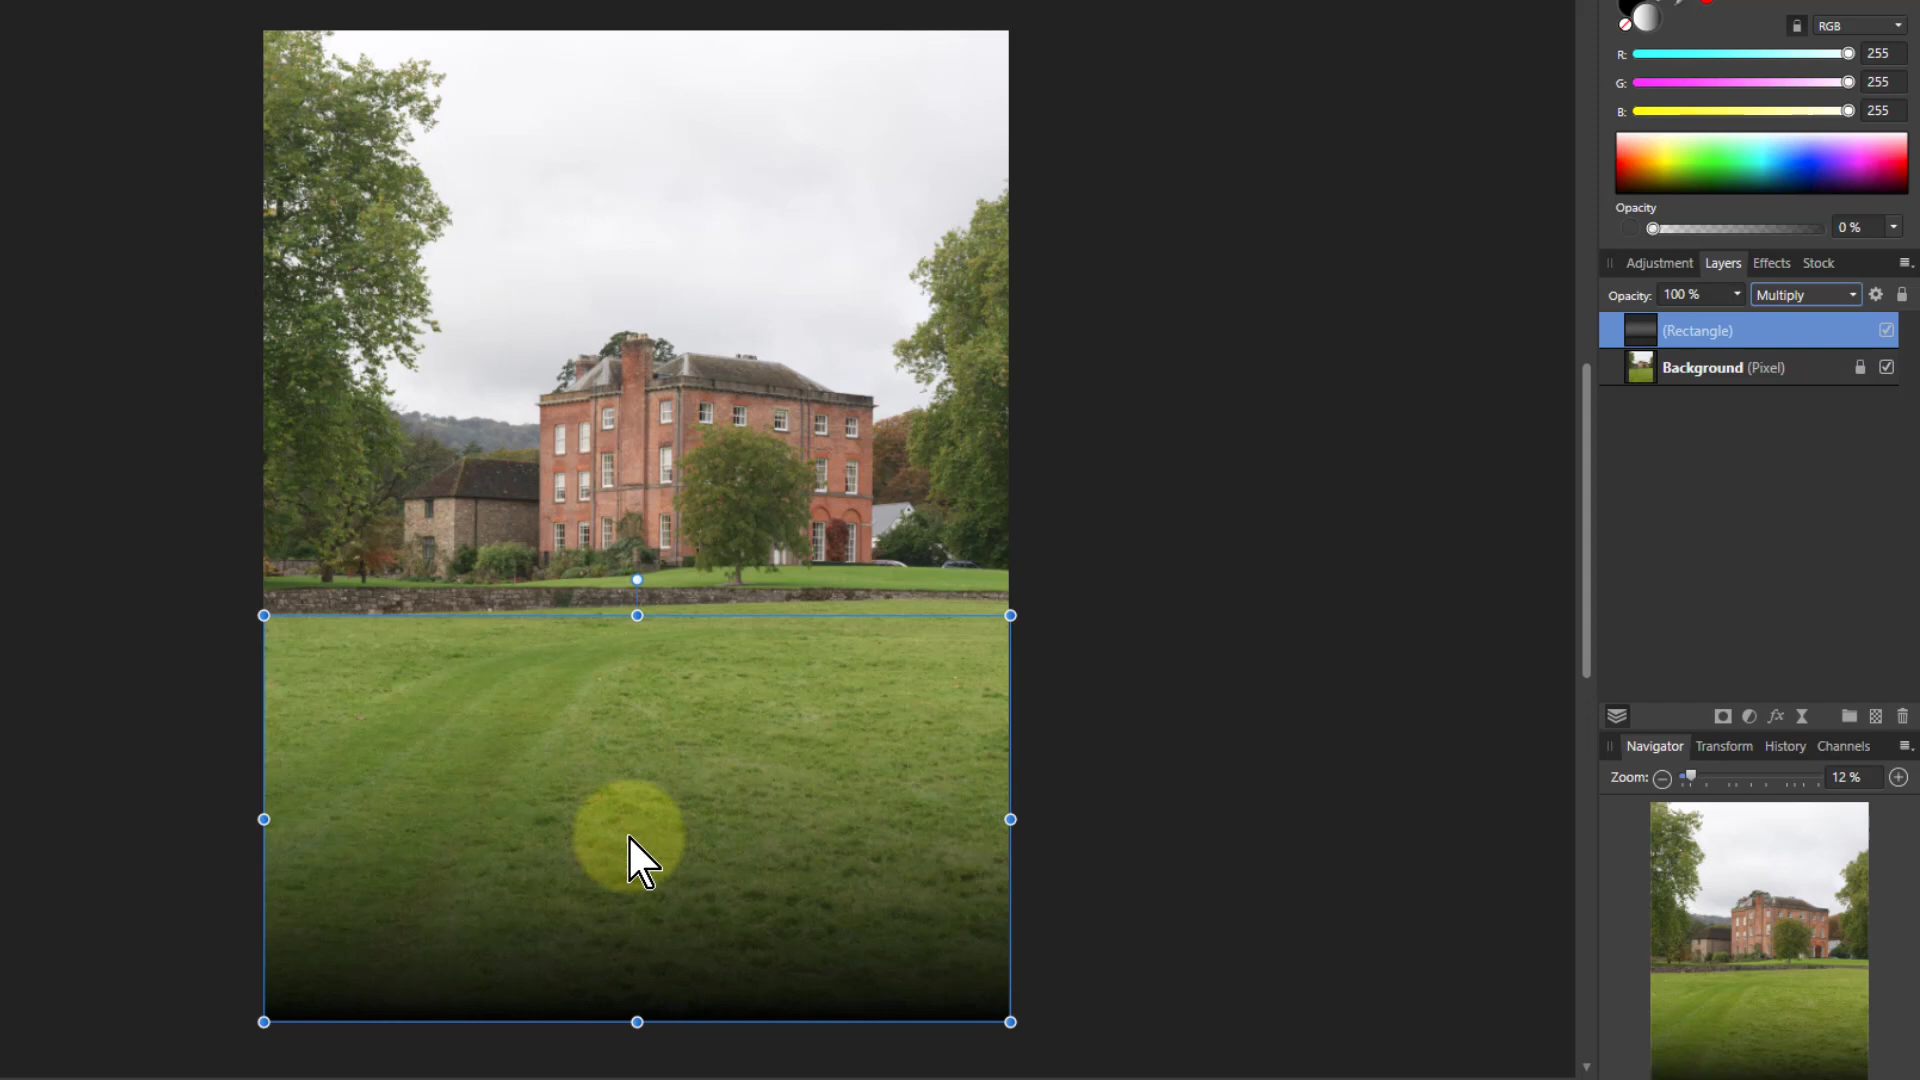 RGB
R: 255
G: 255
B: 255
Opacity
0 %
Adjustment Layers Effects Stock
Opacity: 100 % Multiply
(Rectangle)
Background (Pixel)
fx
Navigator Transform History Channels
Zoom: 12 %